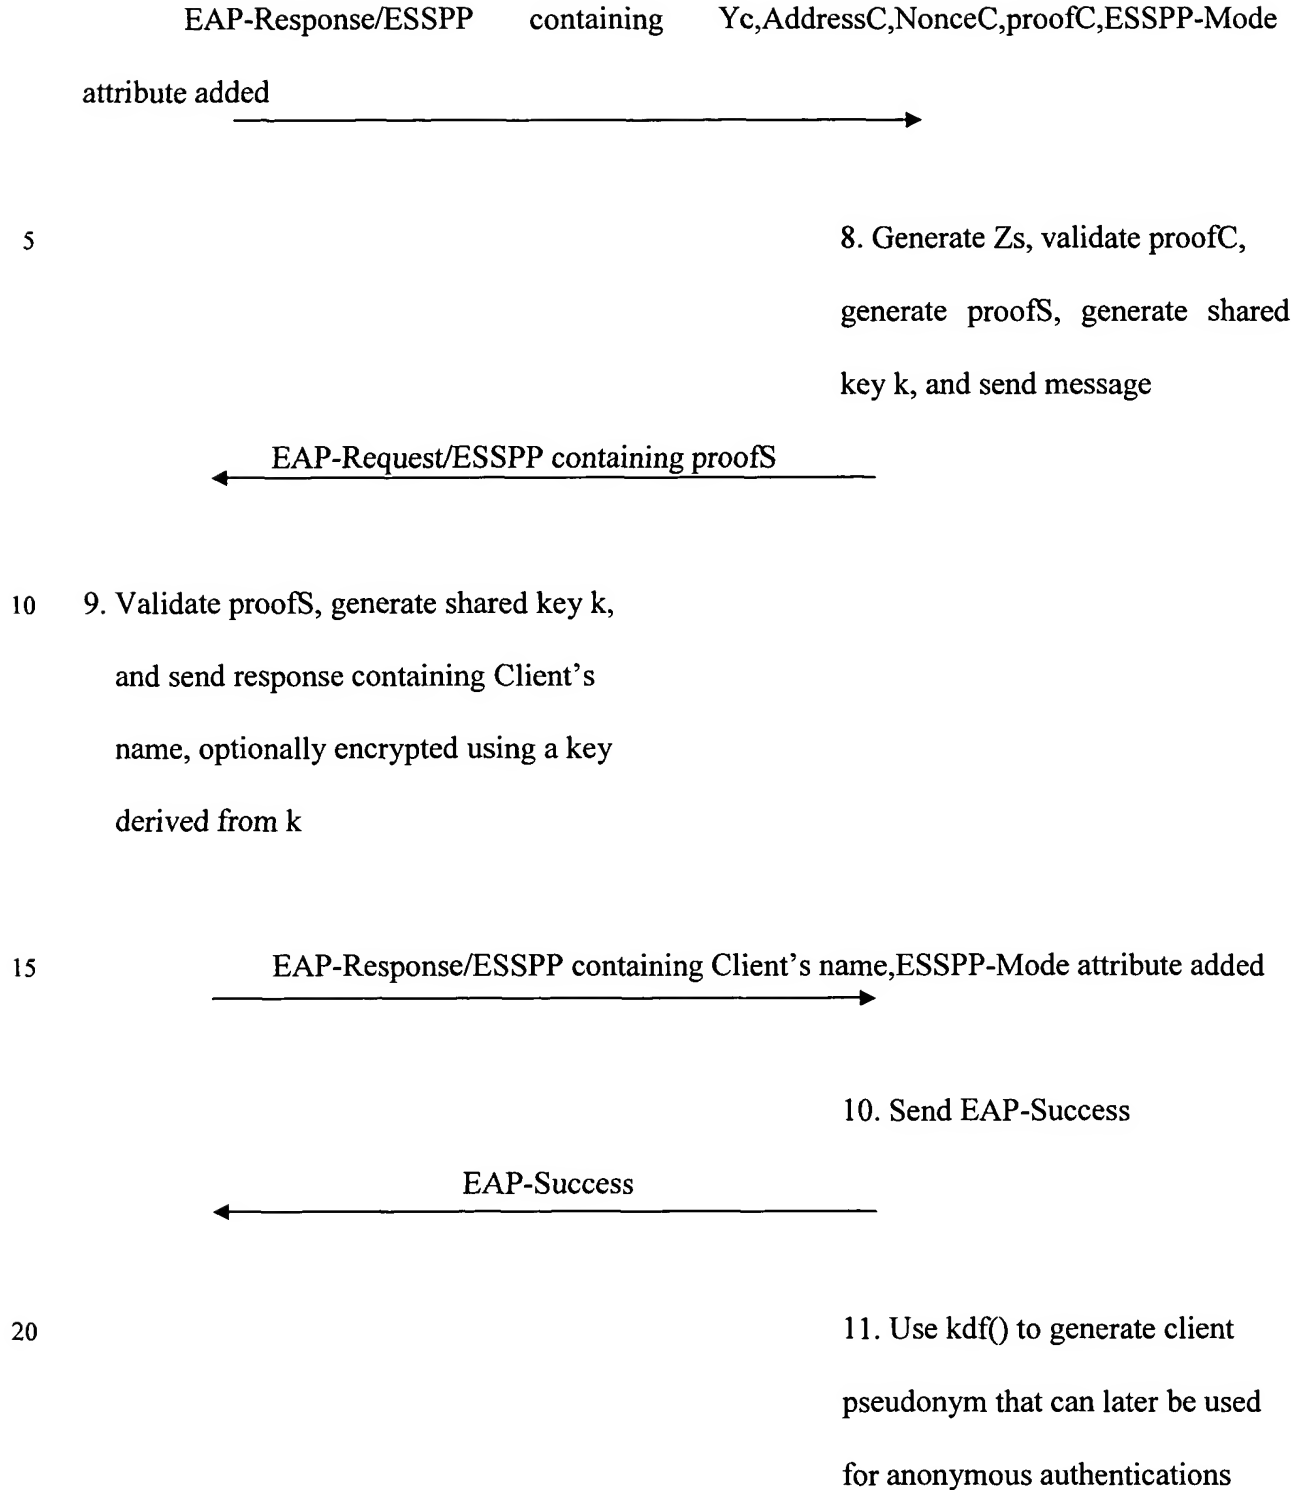 EAP-Response/ESSPP containing Yc,AddressC,NonceC,proofC,ESSPP-Mode
attribute added
5 8. Generate Zs, validate proofC,
generate proofS, generate shared
key k, and send message
EAP-Request/ESSPP containing proofS
10 9. Validate proofS, generate shared key k,
and send response containing Client's
name, optionally encrypted using a key
derived from k
15 EAP-Response/ESSPP containing Client's name,ESSPP-Mode attribute added
10. Send EAP-Success
EAP-Success
20 11. Use kdf() to generate client
pseudonym that can later be used
for anonymous authentications